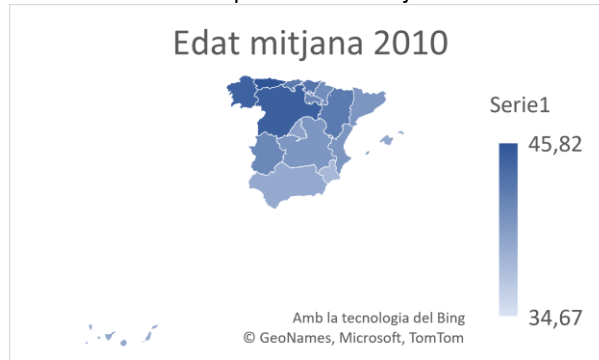 Edat mitjana 2010
Serie1
45,82
34,67
Amb la tecnologia del Bing
© GeoNames, Microsoft, TomTom